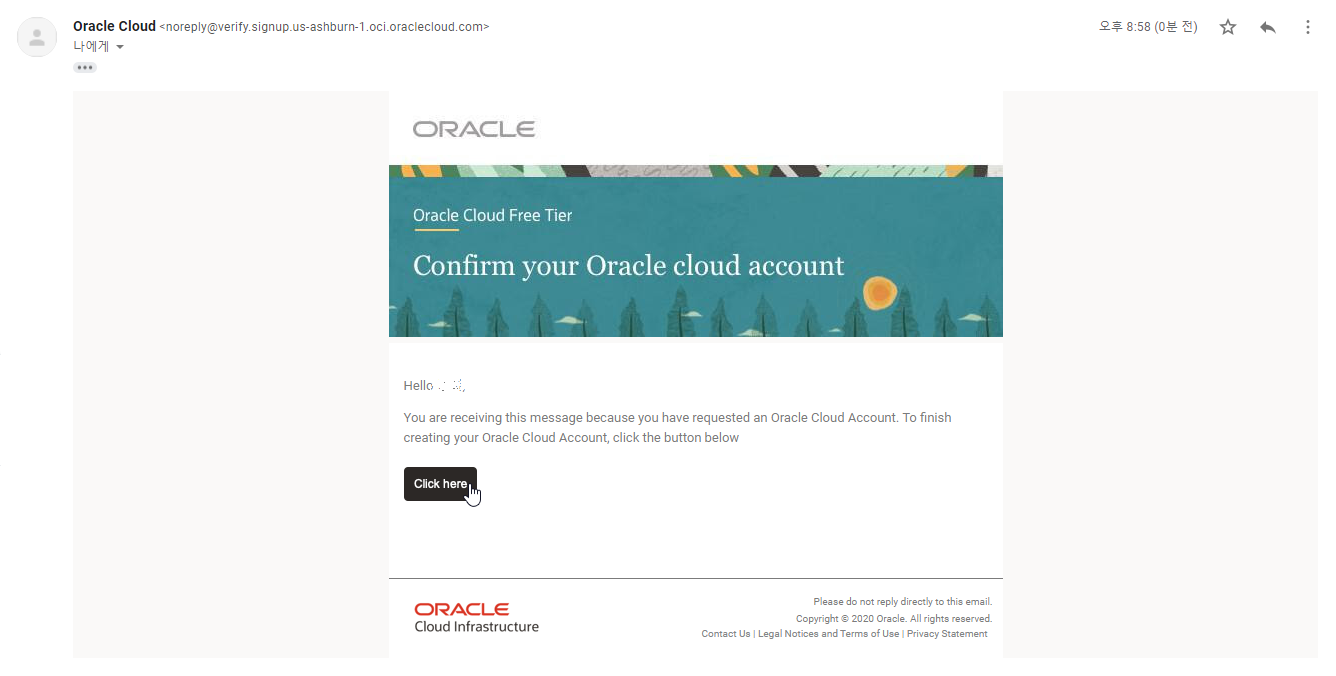 Oracle Cloud <noreply@verify.signup.us-ashburn-1.oci.oraclecloud.com>
오후 8:58 (0분 전)
나에게
ORACLE
Oracle Cloud Free Tier
Confirm your Oracle cloud account
Hello
You are receiving this message because you have requested an Oracle Cloud Account. To finish
creating your Oracle Cloud Account, click the button below
Click here
ORACLE
Cloud Infrastructure
Please do not reply directly to this email.
Copyright © 2020 Oracle. All rights reserved.
Contact Us | Legal Notices and Terms of Use | Privacy Statement